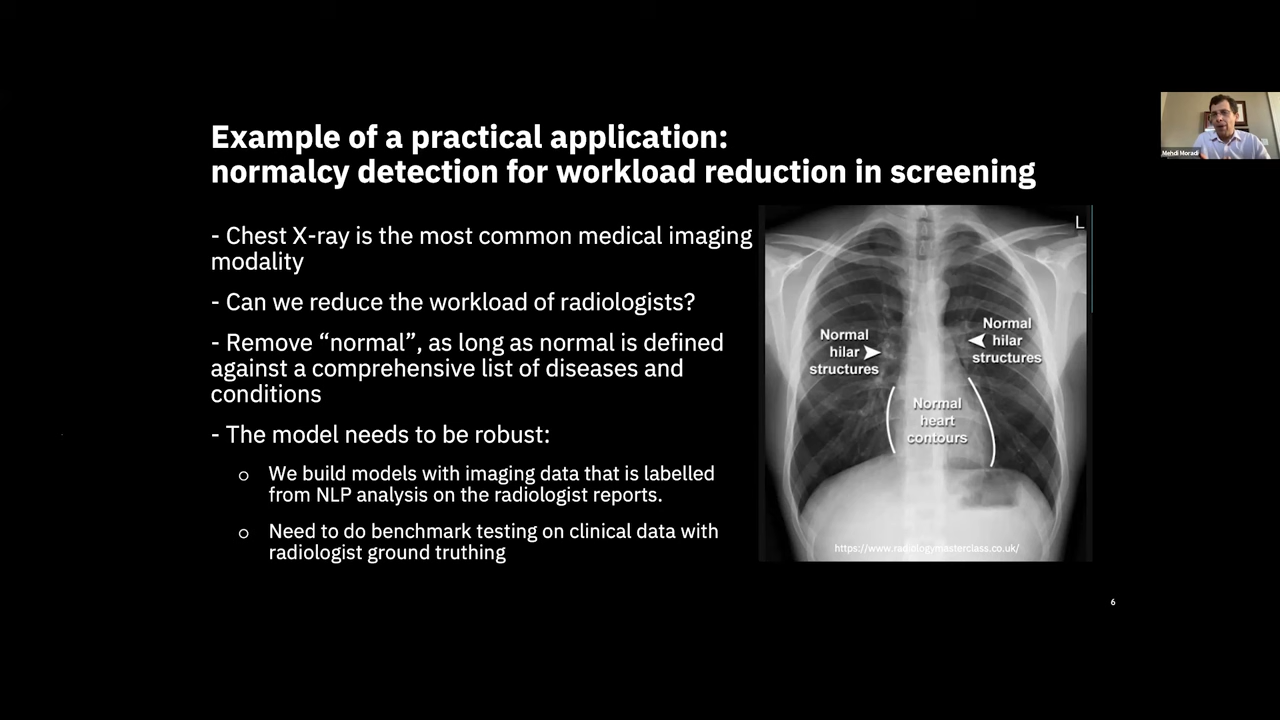 Example of a practical application:
normalcy detection for workload reduction in screening
- Chest X-ray is the most common medical imaging
modality
- Can we reduce the workload of radiologists?
- Remove “normal”, as long as normal is defined
against a comprehensive list of diseases and
conditions
- The model needs to be robust:
o We build models with imaging data that is labelled
from NLP analysis on the radiologist reports.
o Need to do benchmark testing on clinical data with
radiologist ground truthing
L
Normal
hilar
structures
Normal
hilar
structures
Normal
heart
contours
https://www.radiologymasterclass.co.uk/
6
Mehdi Moradi